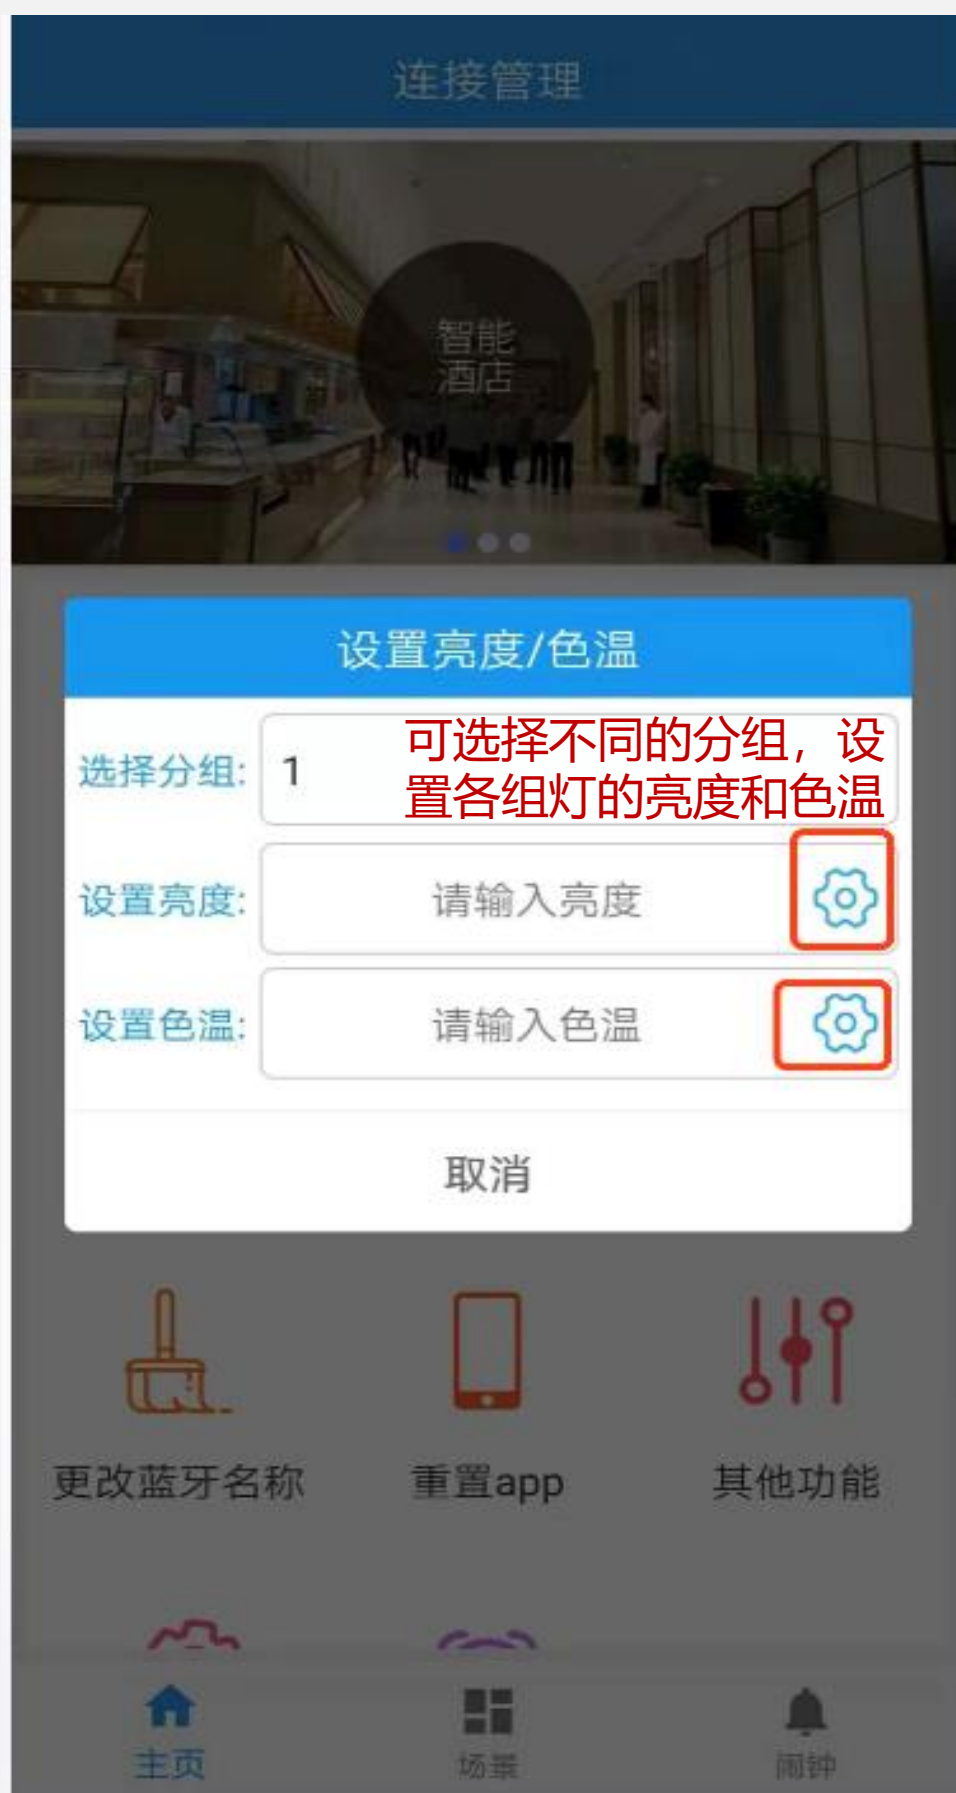 连接管理
智能
酒店
设置亮度/色温
选择分组: 1
可选择不同的分组，设
置各组灯的亮度和色温
设置亮度: 请输入亮度
设置色温: 请输入色温
取消
更改蓝牙名称 重置app 其他功能
主页 场景 闹钟